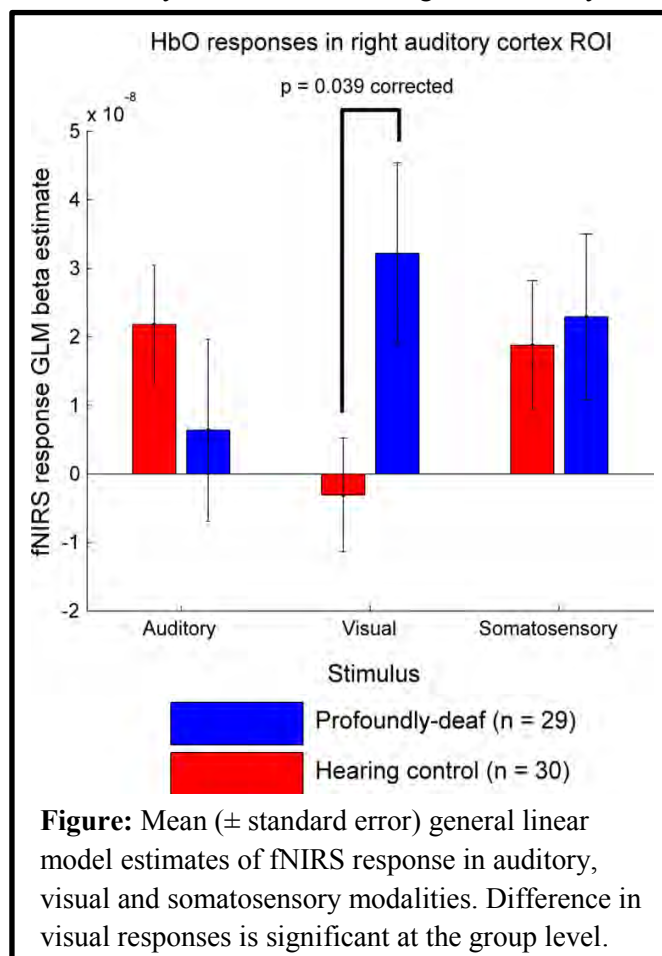 HbO responses in right auditory cortex ROI
p = 0.039 corrected
x 10⁻⁸
5
4
3
2
1
0
-1
-2
fNIRS response GLM beta estimate
Auditory Visual Somatosensory
Stimulus
Profoundly-deaf (n = 29)
Hearing control (n = 30)
Figure: Mean (± standard error) general linear
model estimates of fNIRS response in auditory,
visual and somatosensory modalities. Difference in
visual responses is significant at the group level.